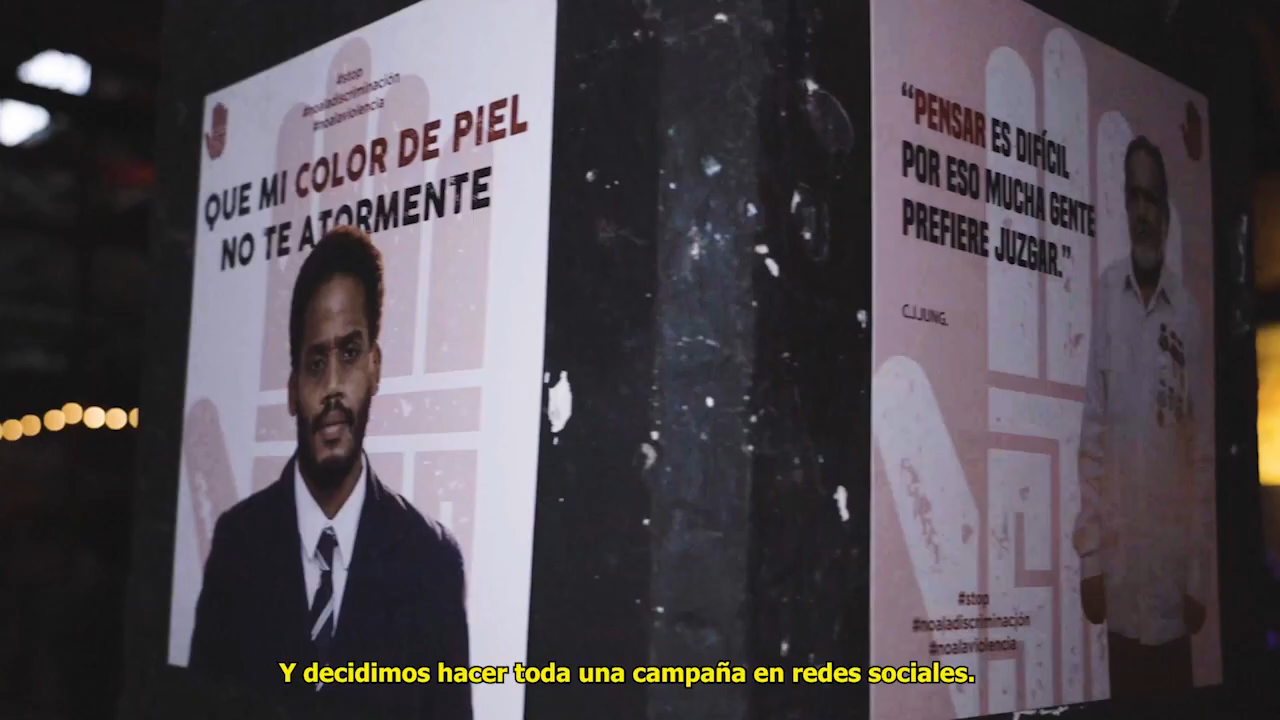 #stop
#noaladiscriminación
#noalaviolencia
QUE MI COLOR DE PIEL
NO TE ATORMENTE
“PENSAR ES DIFÍCIL
POR ESO MUCHA GENTE
PREFIERE JUZGAR.”
C.J.JUNG.
#stop
#noaladiscriminación
#noalaviolencia
Y decidimos hacer toda una campaña en redes sociales.